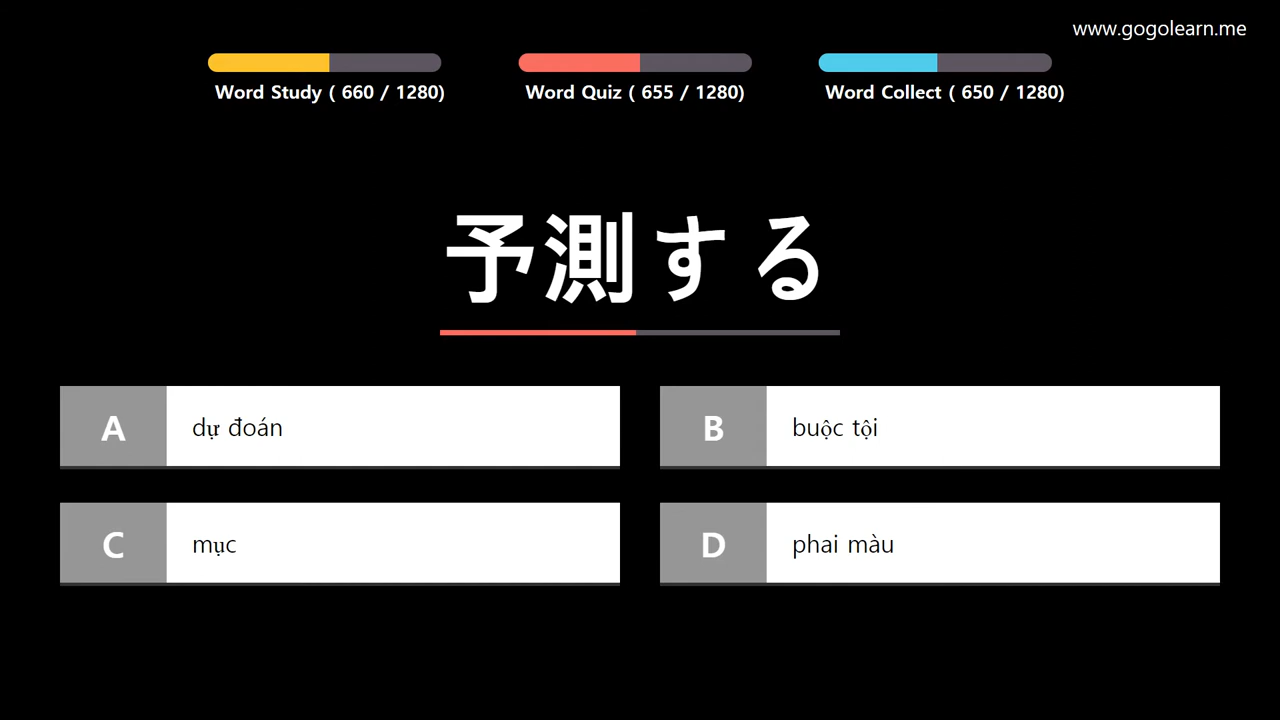 www.gogolearn.me
Word Study ( 660 / 1280)
Word Quiz ( 655 / 1280)
Word Collect ( 650 / 1280)
予測する
A
dự đoán
B
buộc tội
C
mục
D
phai màu